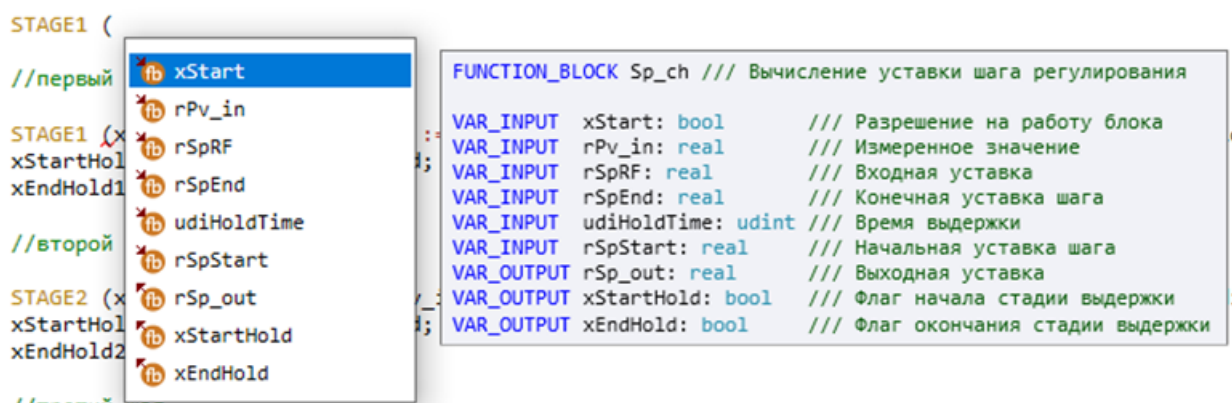 STAGE1 (
//первый
STAGE1 (x :=
xStartHol d;
xEndHold1
//второй
STAGE2 (x
xStartHol d;
xEndHold2
xStart
rPv_in
rSpRF
rSpEnd
udiHoldTime
rSpStart
rSp_out
xStartHold
xEndHold
FUNCTION_BLOCK Sp_ch /// Вычисление уставки шага регулирования
VAR_INPUT xStart: bool /// Разрешение на работу блока
VAR_INPUT rPv_in: real /// Измеренное значение
VAR_INPUT rSpRF: real /// Входная уставка
VAR_INPUT rSpEnd: real /// Конечная уставка шага
VAR_INPUT udiHoldTime: udint /// Время выдержки
VAR_INPUT rSpStart: real /// Начальная уставка шага
VAR_OUTPUT rSp_out: real /// Выходная уставка
VAR_OUTPUT xStartHold: bool /// Флаг начала стадии выдержки
VAR_OUTPUT xEndHold: bool /// Флаг окончания стадии выдержки